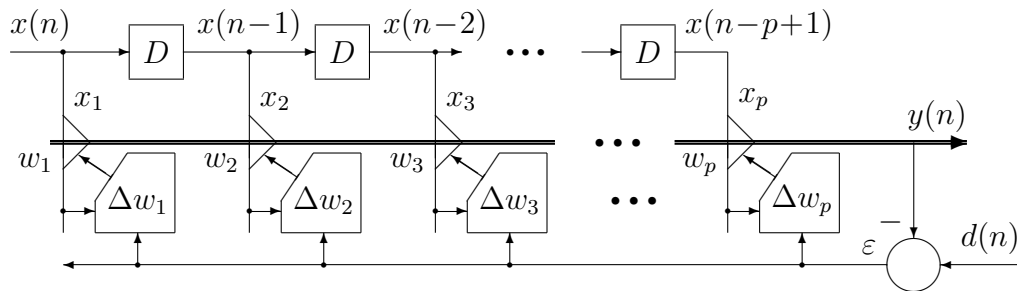 x(n) D x(n−1) D x(n−2) ••• D x(n−p+1)
x₁ x₂ x₃ xₚ
y(n)
w₁ w₂ w₃ ••• wₚ
Δw₁ Δw₂ Δw₃ ••• Δwₚ
− d(n)
ε